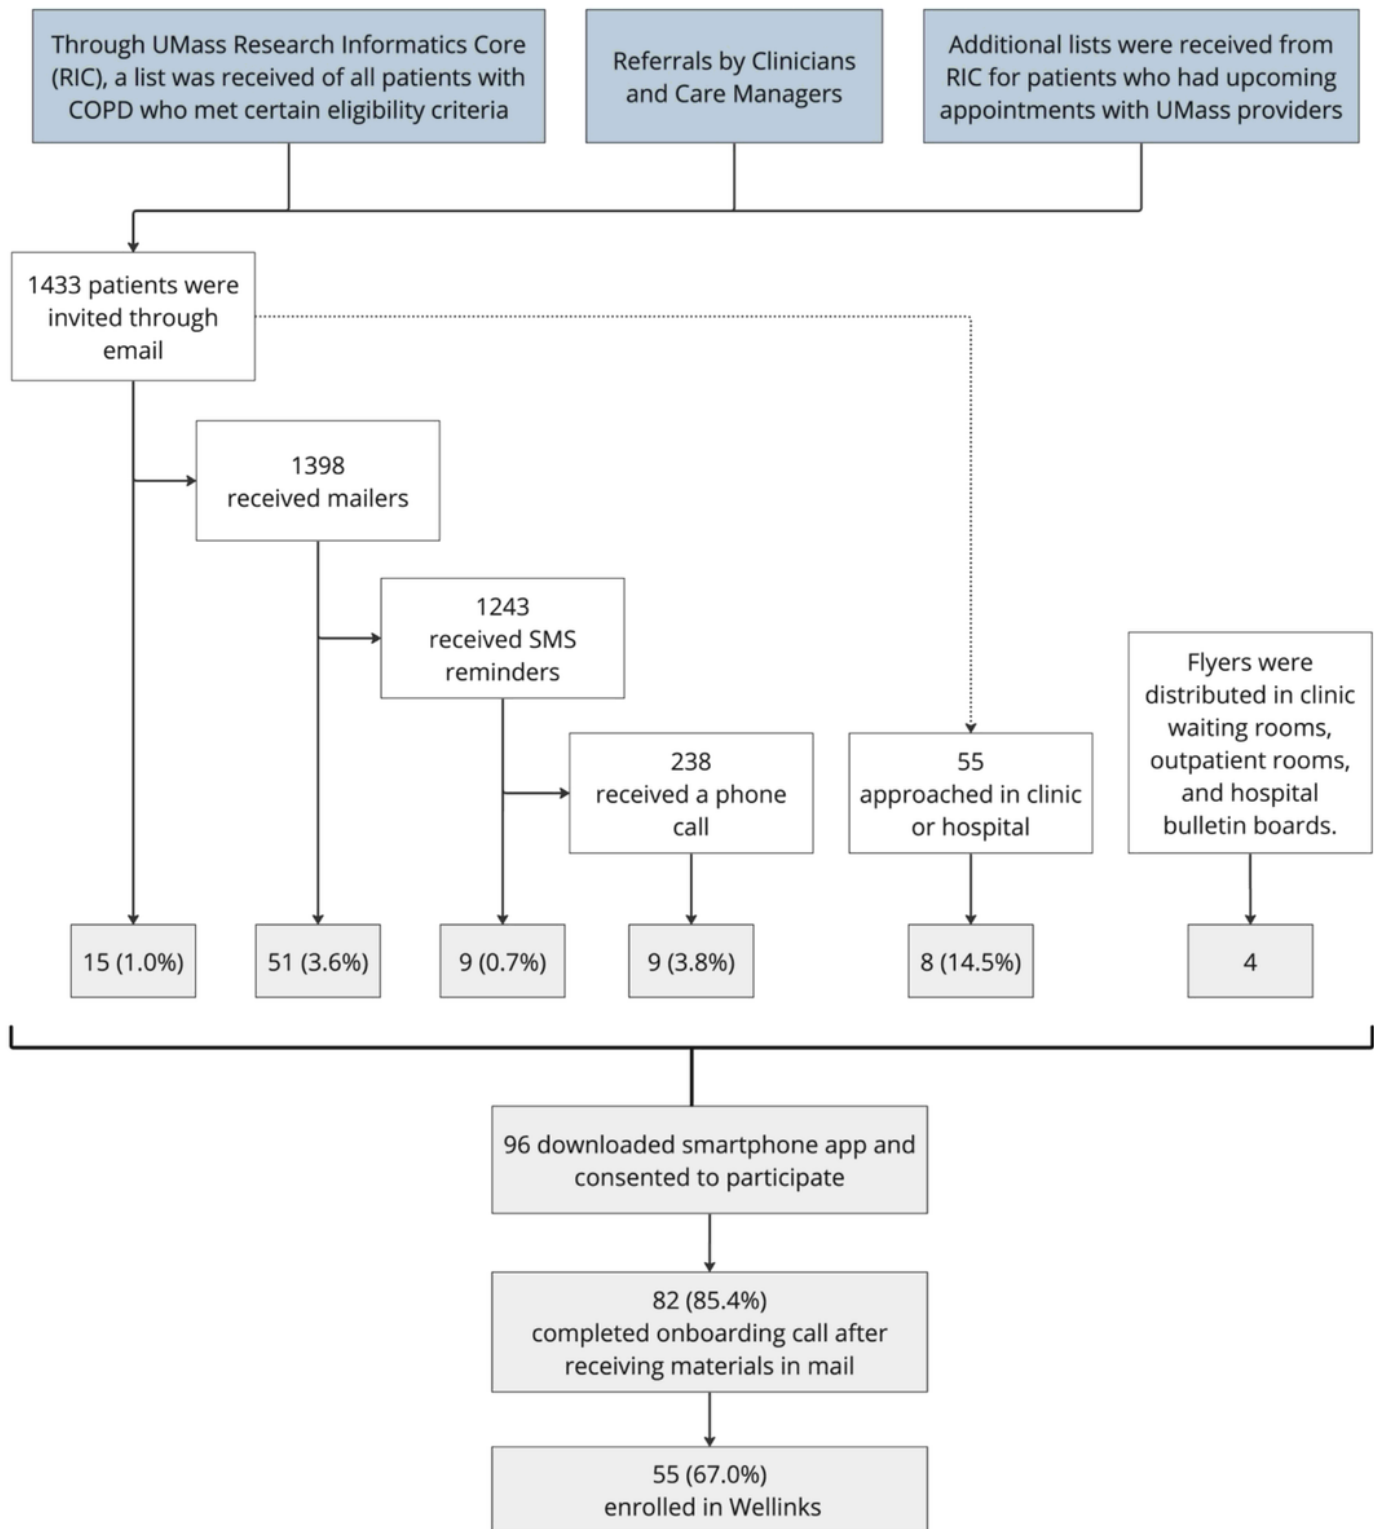 Through UMass Research Informatics Core
(RIC), a list was received of all patients with
COPD who met certain eligibility criteria
Referrals by Clinicians
and Care Managers
Additional lists were received from
RIC for patients who had upcoming
appointments with UMass providers
1433 patients were
invited through
email
1398
received mailers
1243
received SMS
reminders
238
received a phone
call
55
approached in clinic
or hospital
Flyers were
distributed in clinic
waiting rooms,
outpatient rooms,
and hospital
bulletin boards.
15 (1.0%)
51 (3.6%)
9 (0.7%)
9 (3.8%)
8 (14.5%)
4
96 downloaded smartphone app and
consented to participate
82 (85.4%)
completed onboarding call after
receiving materials in mail
55 (67.0%)
enrolled in Wellinks